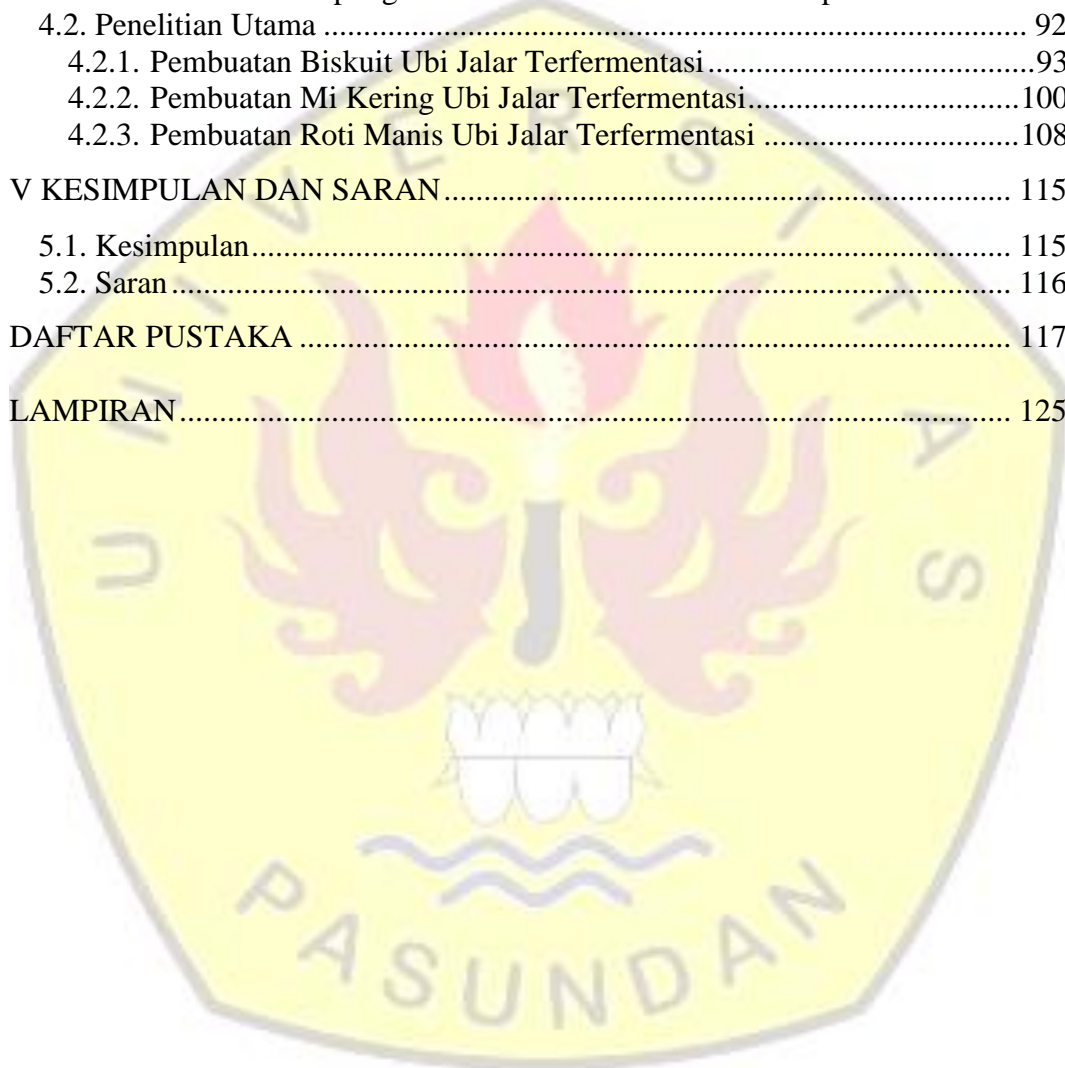 4.2. Penelitian Utama ........................................................................ 92
4.2.1. Pembuatan Biskuit Ubi Jalar Terfermentasi ................................. 93
4.2.2. Pembuatan Mi Kering Ubi Jalar Terfermentasi ........................... 100
4.2.3. Pembuatan Roti Manis Ubi Jalar Terfermentasi ......................... 108
V KESIMPULAN DAN SARAN ........................................................ 115
5.1. Kesimpulan ................................................................................ 115
5.2. Saran ......................................................................................... 116
DAFTAR PUSTAKA ........................................................................ 117
LAMPIRAN ..................................................................................... 125
UNIVERSITAS
PASUNDAN